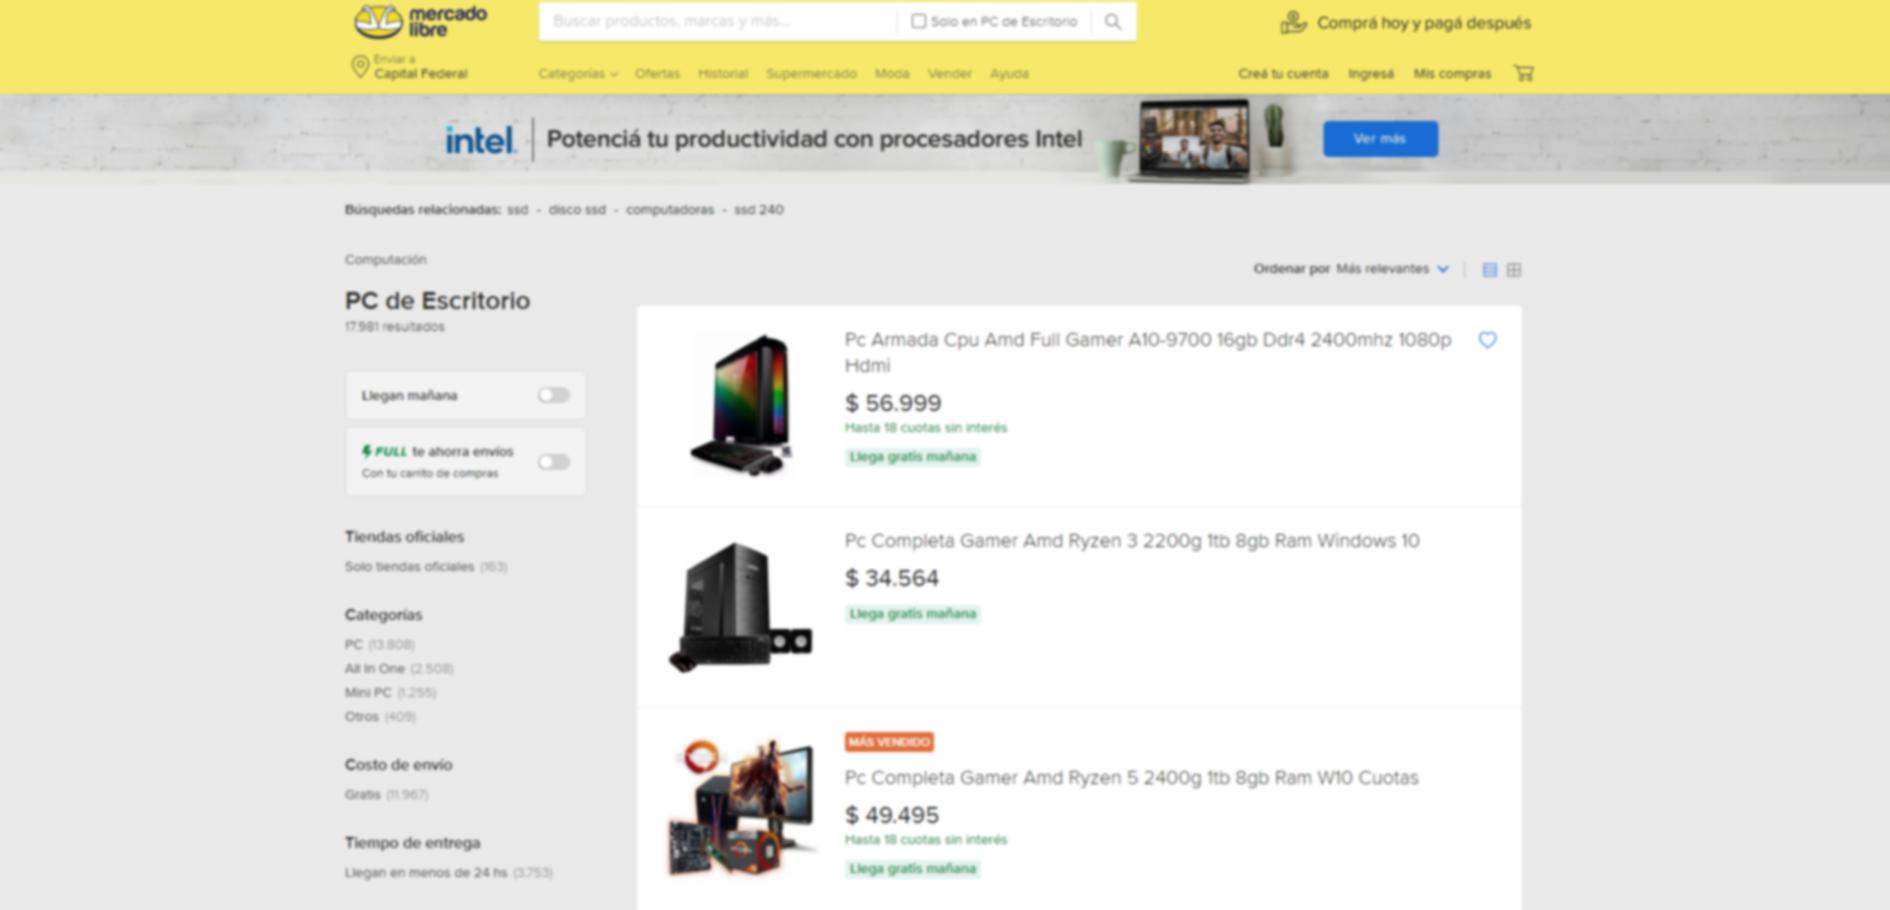 mercado
libre
Buscar productos, marcas y más...
Solo en PC de Escritorio
Comprá hoy y pagá después
Enviar a
Capital Federal
Categorías
Ofertas
Historial
Supermercado
Moda
Vender
Ayuda
Creá tu cuenta
Ingresá
Mis compras
intel.
Potenciá tu productividad con procesadores Intel
Ver más
Búsquedas relacionadas: ssd - disco ssd - computadoras - ssd 240
Computación
PC de Escritorio
17.981 resultados
Ordenar por Más relevantes
Llegan mañana
FULL te ahorra envíos
Con tu carrito de compras
Tiendas oficiales
Solo tiendas oficiales (163)
Categorías
PC (13.808)
All In One (2.508)
Mini PC (1.255)
Otros (409)
Costo de envío
Gratis (11.967)
Tiempo de entrega
Llegan en menos de 24 hs (3.753)
Pc Armada Cpu Amd Full Gamer A10-9700 16gb Ddr4 2400mhz 1080p
Hdmi
$ 56.999
Hasta 18 cuotas sin interés
Llega gratis mañana
Pc Completa Gamer Amd Ryzen 3 2200g 1tb 8gb Ram Windows 10
$ 34.564
Llega gratis mañana
MÁS VENDIDO
Pc Completa Gamer Amd Ryzen 5 2400g 1tb 8gb Ram W10 Cuotas
$ 49.495
Hasta 18 cuotas sin interés
Llega gratis mañana